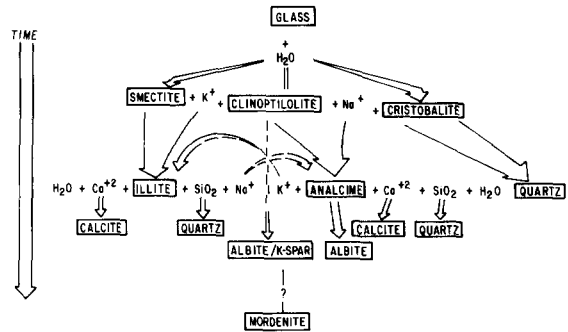 GLASS
TIME
+
H2O
SMECTITE + K+ + CLINOPTILOLITE + Na+ + CRISTOBALITE
H2O + Ca+2 + ILLITE + SiO2 + Na+ K+ + ANALCIME + Ca+2 + SiO2 + H2O QUARTZ
CALCITE QUARTZ CALCITE QUARTZ
ALBITE/K-SPAR ALBITE
?
MORDENITE